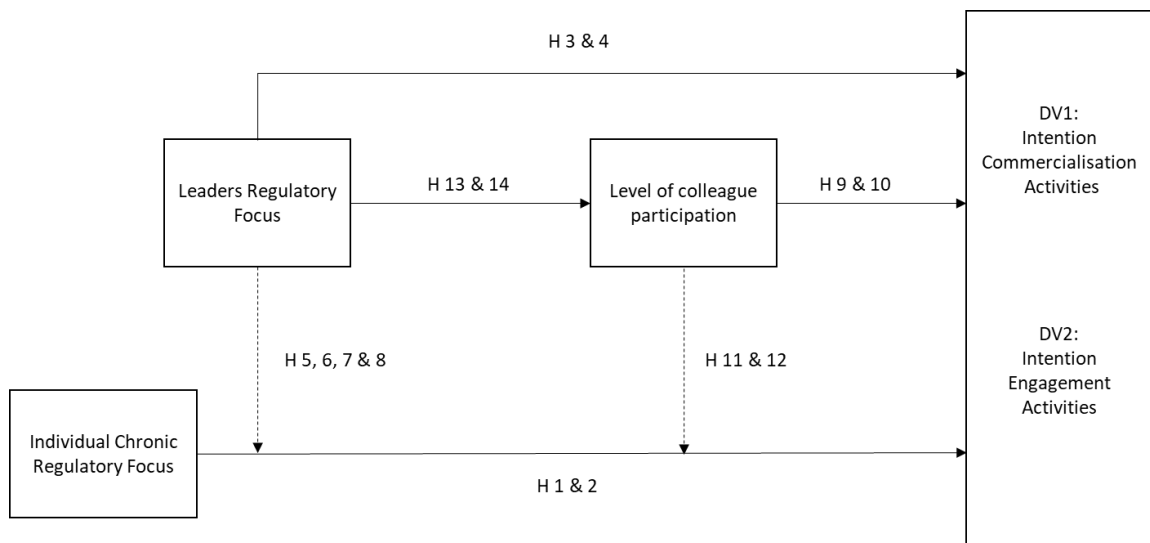 H 3 & 4
DV1:
Intention
Commercialisation
Activities
Leaders Regulatory
Focus
H 13 & 14
Level of colleague
participation
H 9 & 10
H 5, 6, 7 & 8
H 11 & 12
DV2:
Intention
Engagement
Activities
Individual Chronic
Regulatory Focus
H 1 & 2